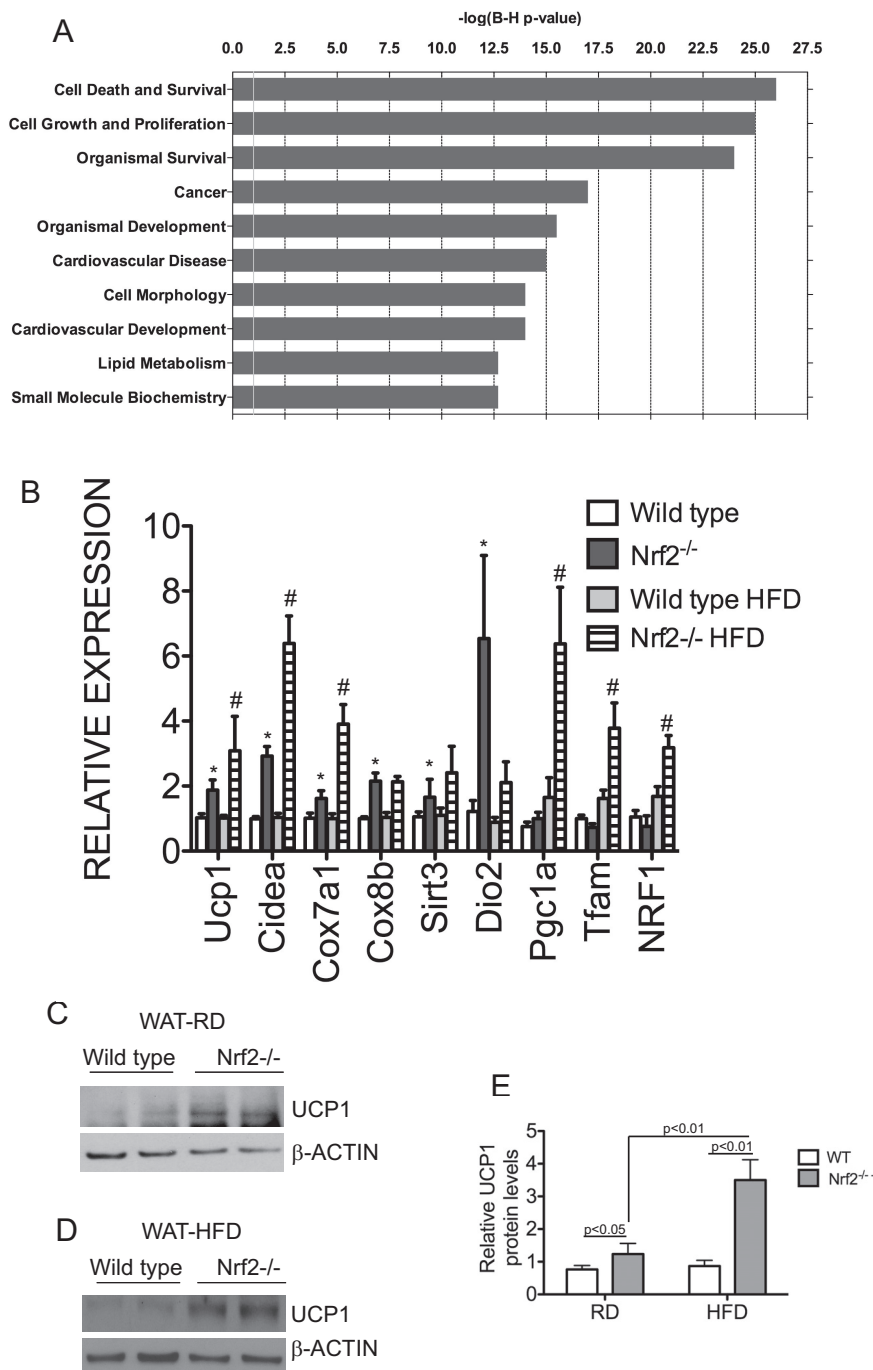 A
-log(B-H p-value)
0.0 2.5 5.0 7.5 10.0 12.5 15.0 17.5 20.0 22.5 25.0 27.5
Cell Death and Survival
Cell Growth and Proliferation
Organismal Survival
Cancer
Organismal Development
Cardiovascular Disease
Cell Morphology
Cardiovascular Development
Lipid Metabolism
Small Molecule Biochemistry
B
RELATIVE EXPRESSION
10
8
6
4
2
0
* # * # * # * * * # # #
Wild type
Nrf2-/-
Wild type HFD
Nrf2-/- HFD
Ucp1 Cidea Cox7a1 Cox8b Sirt3 Dio2 Pgc1a Tfam NRF1
C
WAT-RD
Wild type Nrf2-/-
UCP1
β-ACTIN
D
WAT-HFD
Wild type Nrf2-/-
UCP1
β-ACTIN
E
Relative UCP1
protein levels
5
4
3
2
1
0
p<0.01
p<0.01
p<0.05
RD HFD
WT
Nrf2-/-